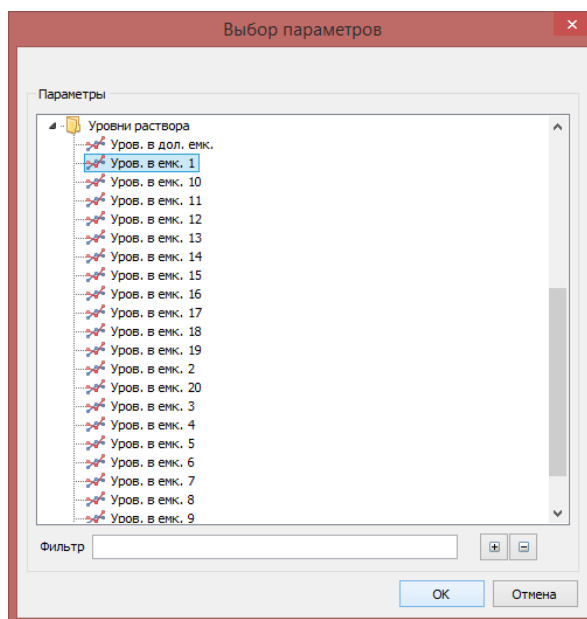 Выбор параметров
Параметры
Уровни раствора
Уров. в дол. емк.
Уров. в емк. 1
Уров. в емк. 10
Уров. в емк. 11
Уров. в емк. 12
Уров. в емк. 13
Уров. в емк. 14
Уров. в емк. 15
Уров. в емк. 16
Уров. в емк. 17
Уров. в емк. 18
Уров. в емк. 19
Уров. в емк. 2
Уров. в емк. 20
Уров. в емк. 3
Уров. в емк. 4
Уров. в емк. 5
Уров. в емк. 6
Уров. в емк. 7
Уров. в емк. 8
Уров. в емк. 9
Фильтр
OK Отмена